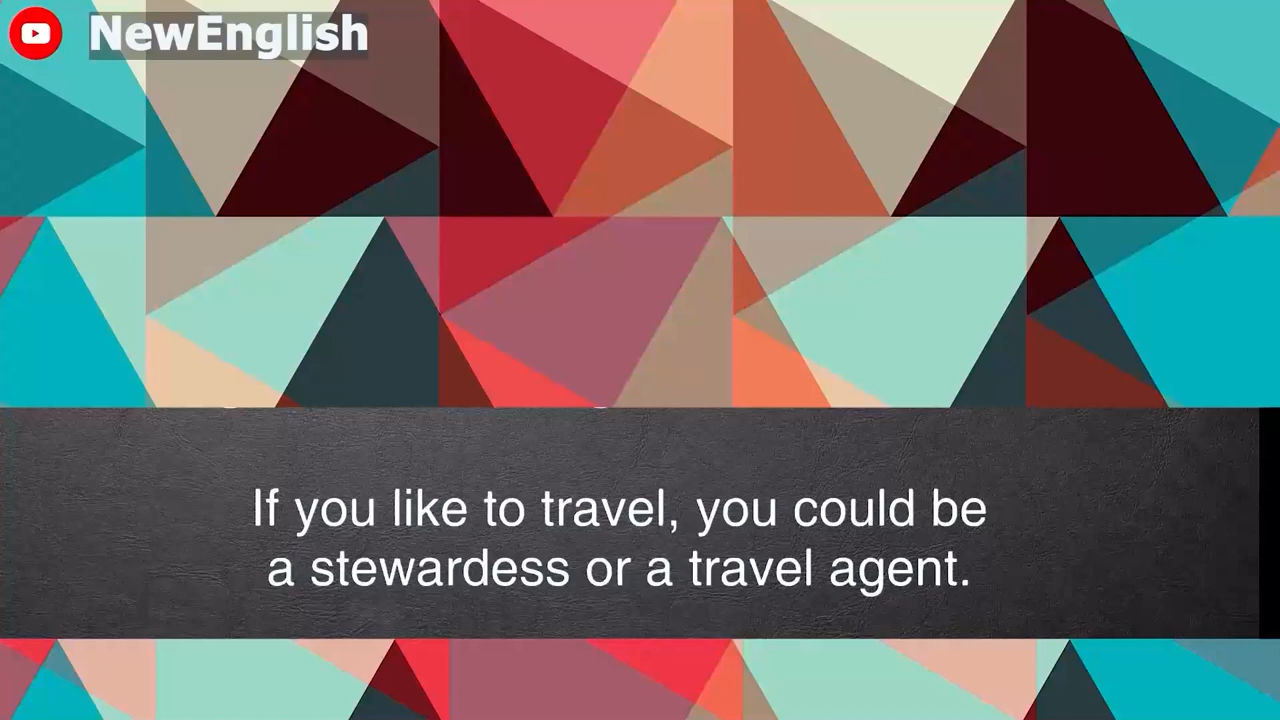 NewEnglish
If you like to travel, you could be
a stewardess or a travel agent.